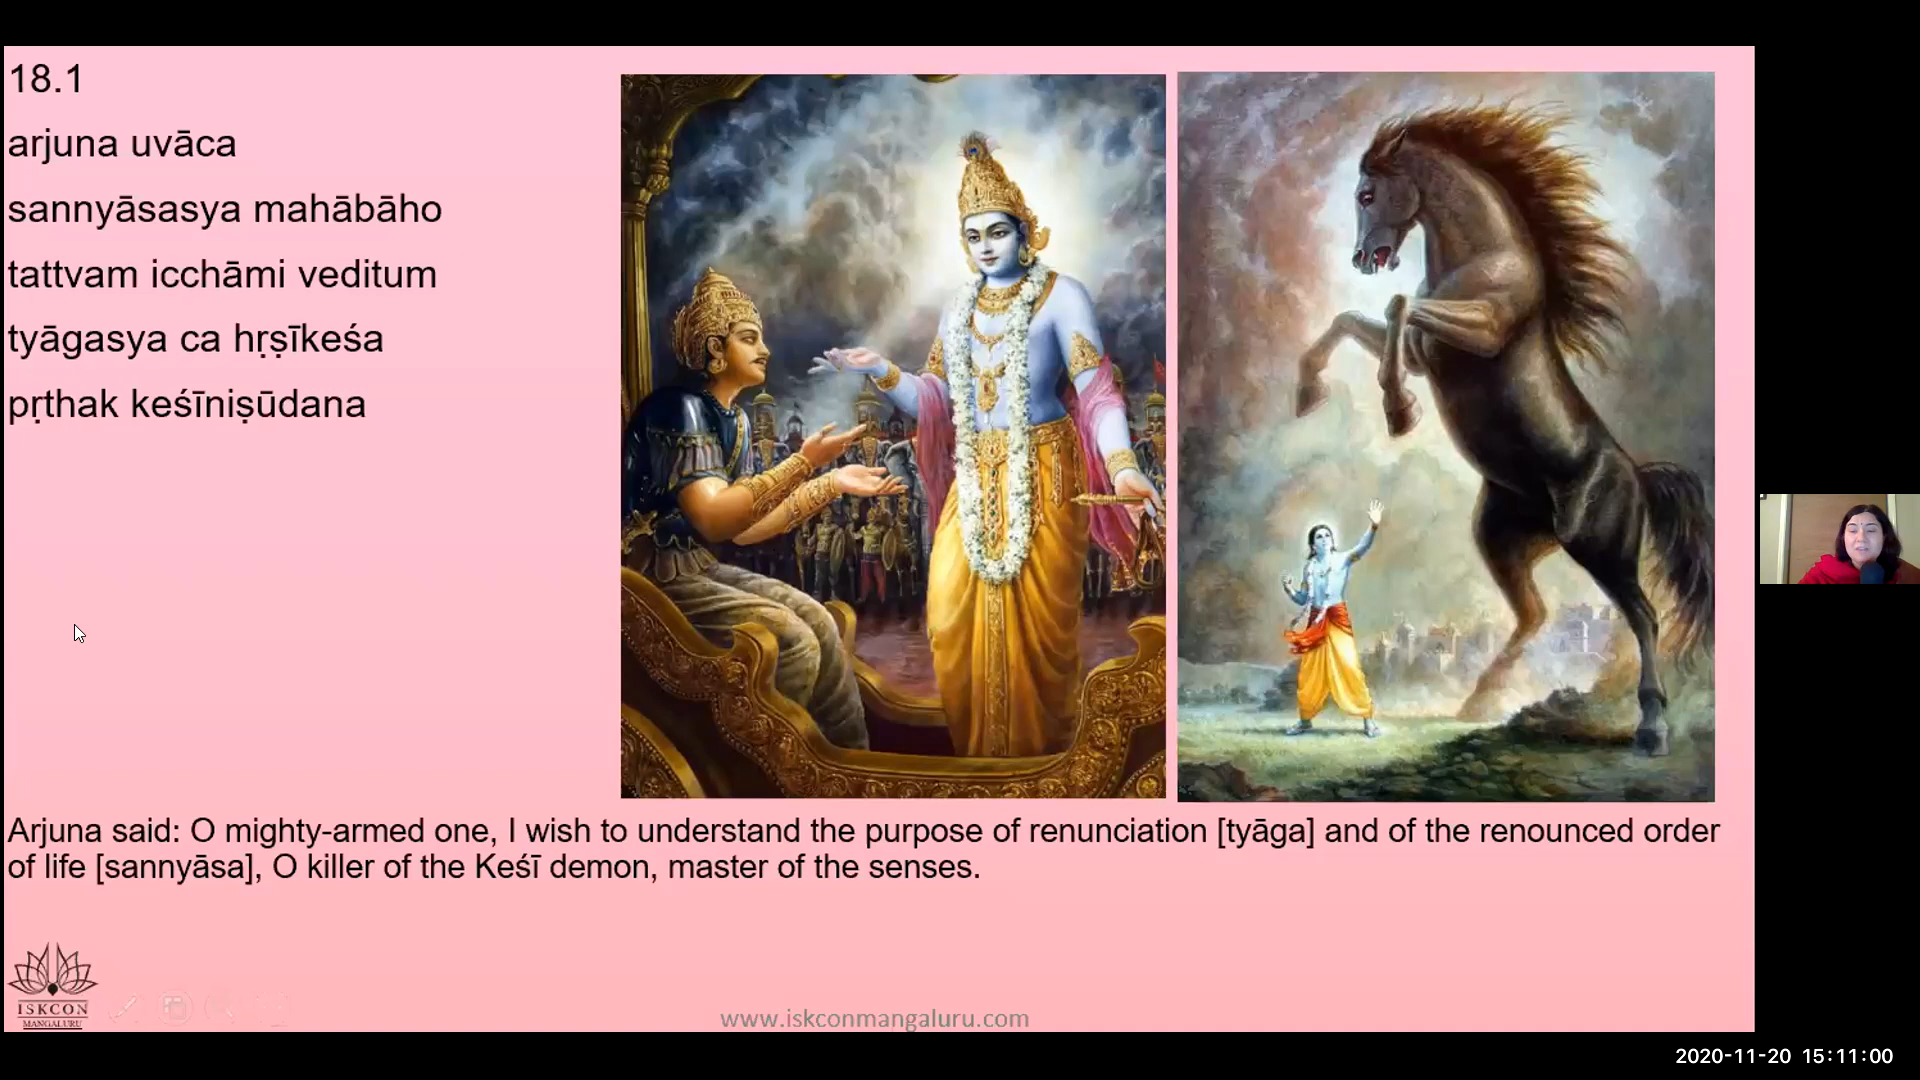 18.1
arjuna uvāca
sannyāsasya mahābāho
tattvam icchāmi veditum
tyāgasya ca hṛṣīkeśa
pṛthak keśīniṣūdana
Arjuna said: O mighty-armed one, I wish to understand the purpose of renunciation [tyāga] and of the renounced order
of life [sannyāsa], O killer of the Keśī demon, master of the senses.
ISKCON
MANGALURU
www.iskconmangaluru.com
2020-11-20 15:11:00